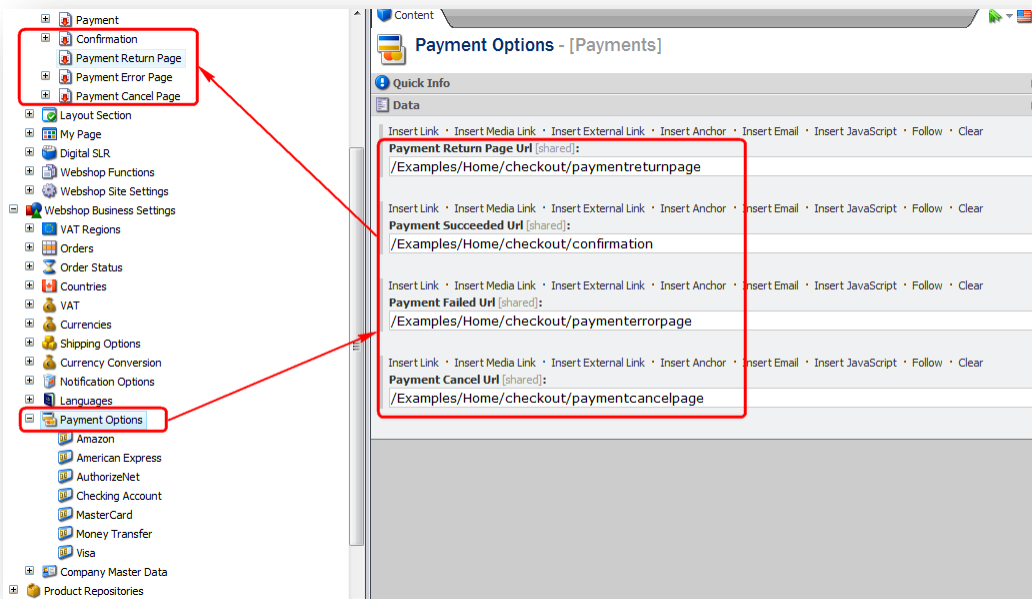 Payment
Confirmation
Payment Return Page
Payment Error Page
Payment Cancel Page
Layout Section
My Page
Digital SLR
Webshop Functions
Webshop Site Settings
Webshop Business Settings
VAT Regions
Orders
Order Status
Countries
VAT
Currencies
Shipping Options
Currency Conversion
Notification Options
Languages
Payment Options
Amazon
American Express
AuthorizeNet
Checking Account
MasterCard
Money Transfer
Visa
Company Master Data
Product Repositories
Content
Payment Options - [Payments]
Quick Info
Data
Insert Link · Insert Media Link · Insert External Link · Insert Anchor · Insert Email · Insert JavaScript · Follow · Clear
Payment Return Page Url [shared]:
/Examples/Home/checkout/paymentreturnpage
Insert Link · Insert Media Link · Insert External Link · Insert Anchor · Insert Email · Insert JavaScript · Follow · Clear
Payment Succeeded Url [shared]:
/Examples/Home/checkout/confirmation
Insert Link · Insert Media Link · Insert External Link · Insert Anchor · Insert Email · Insert JavaScript · Follow · Clear
Payment Failed Url [shared]:
/Examples/Home/checkout/paymenterrorpage
Insert Link · Insert Media Link · Insert External Link · Insert Anchor · Insert Email · Insert JavaScript · Follow · Clear
Payment Cancel Url [shared]:
/Examples/Home/checkout/paymentcancelpage